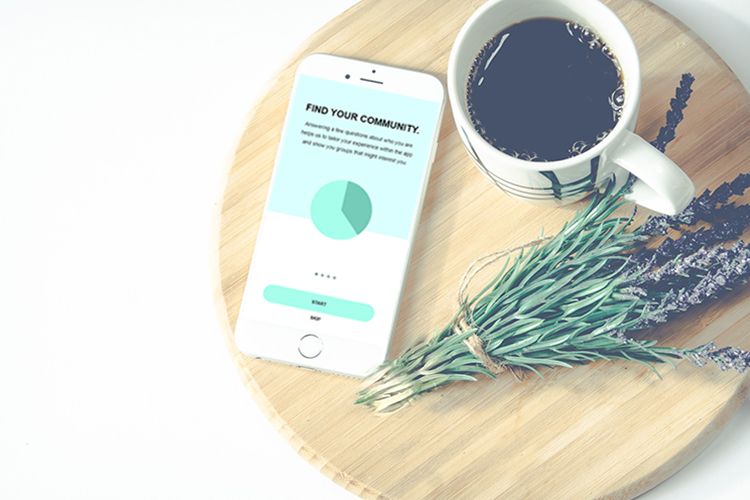 FIND YOUR COMMUNITY.
Answering a few questions about who you are
helps us to tailor your experience within the app
and show you groups that might interest you
START
SKIP